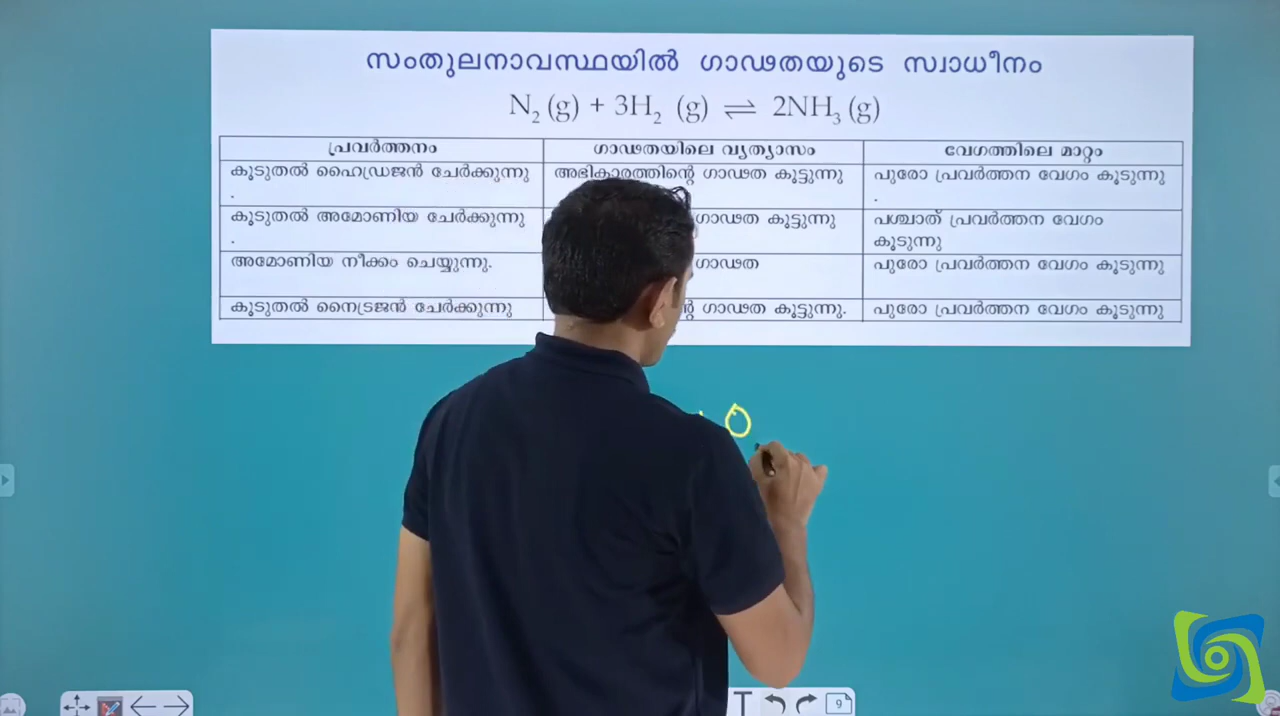 സംതുലനാവസ്ഥയിൽ ഗാഢതയുടെ സ്വാധീനം
N₂ (g) + 3H₂ (g) ⇌ 2NH₃ (g)
പ്രവർത്തനം ഗാഢതയിലെ വ്യത്യാസം വേഗത്തിലെ മാറ്റം
കൂടുതൽ ഹൈഡ്രജൻ ചേർക്കുന്നു അഭികാരത്തിന്റെ ഗാഢത കൂട്ടുന്നു പുരോ പ്രവർത്തന വേഗം കൂടുന്നു
. .
കൂടുതൽ അമോണിയ ചേർക്കുന്നു ഗാഢത കൂട്ടുന്നു പശ്ചാത് പ്രവർത്തന വേഗം
. കൂടുന്നു
അമോണിയ നീക്കം ചെയ്യുന്നു. ഗാഢത പുരോ പ്രവർത്തന വേഗം കൂടുന്നു
കൂടുതൽ നൈട്രജൻ ചേർക്കുന്നു ഗാഢത കൂട്ടുന്നു. പുരോ പ്രവർത്തന വേഗം കൂടുന്നു
T 9